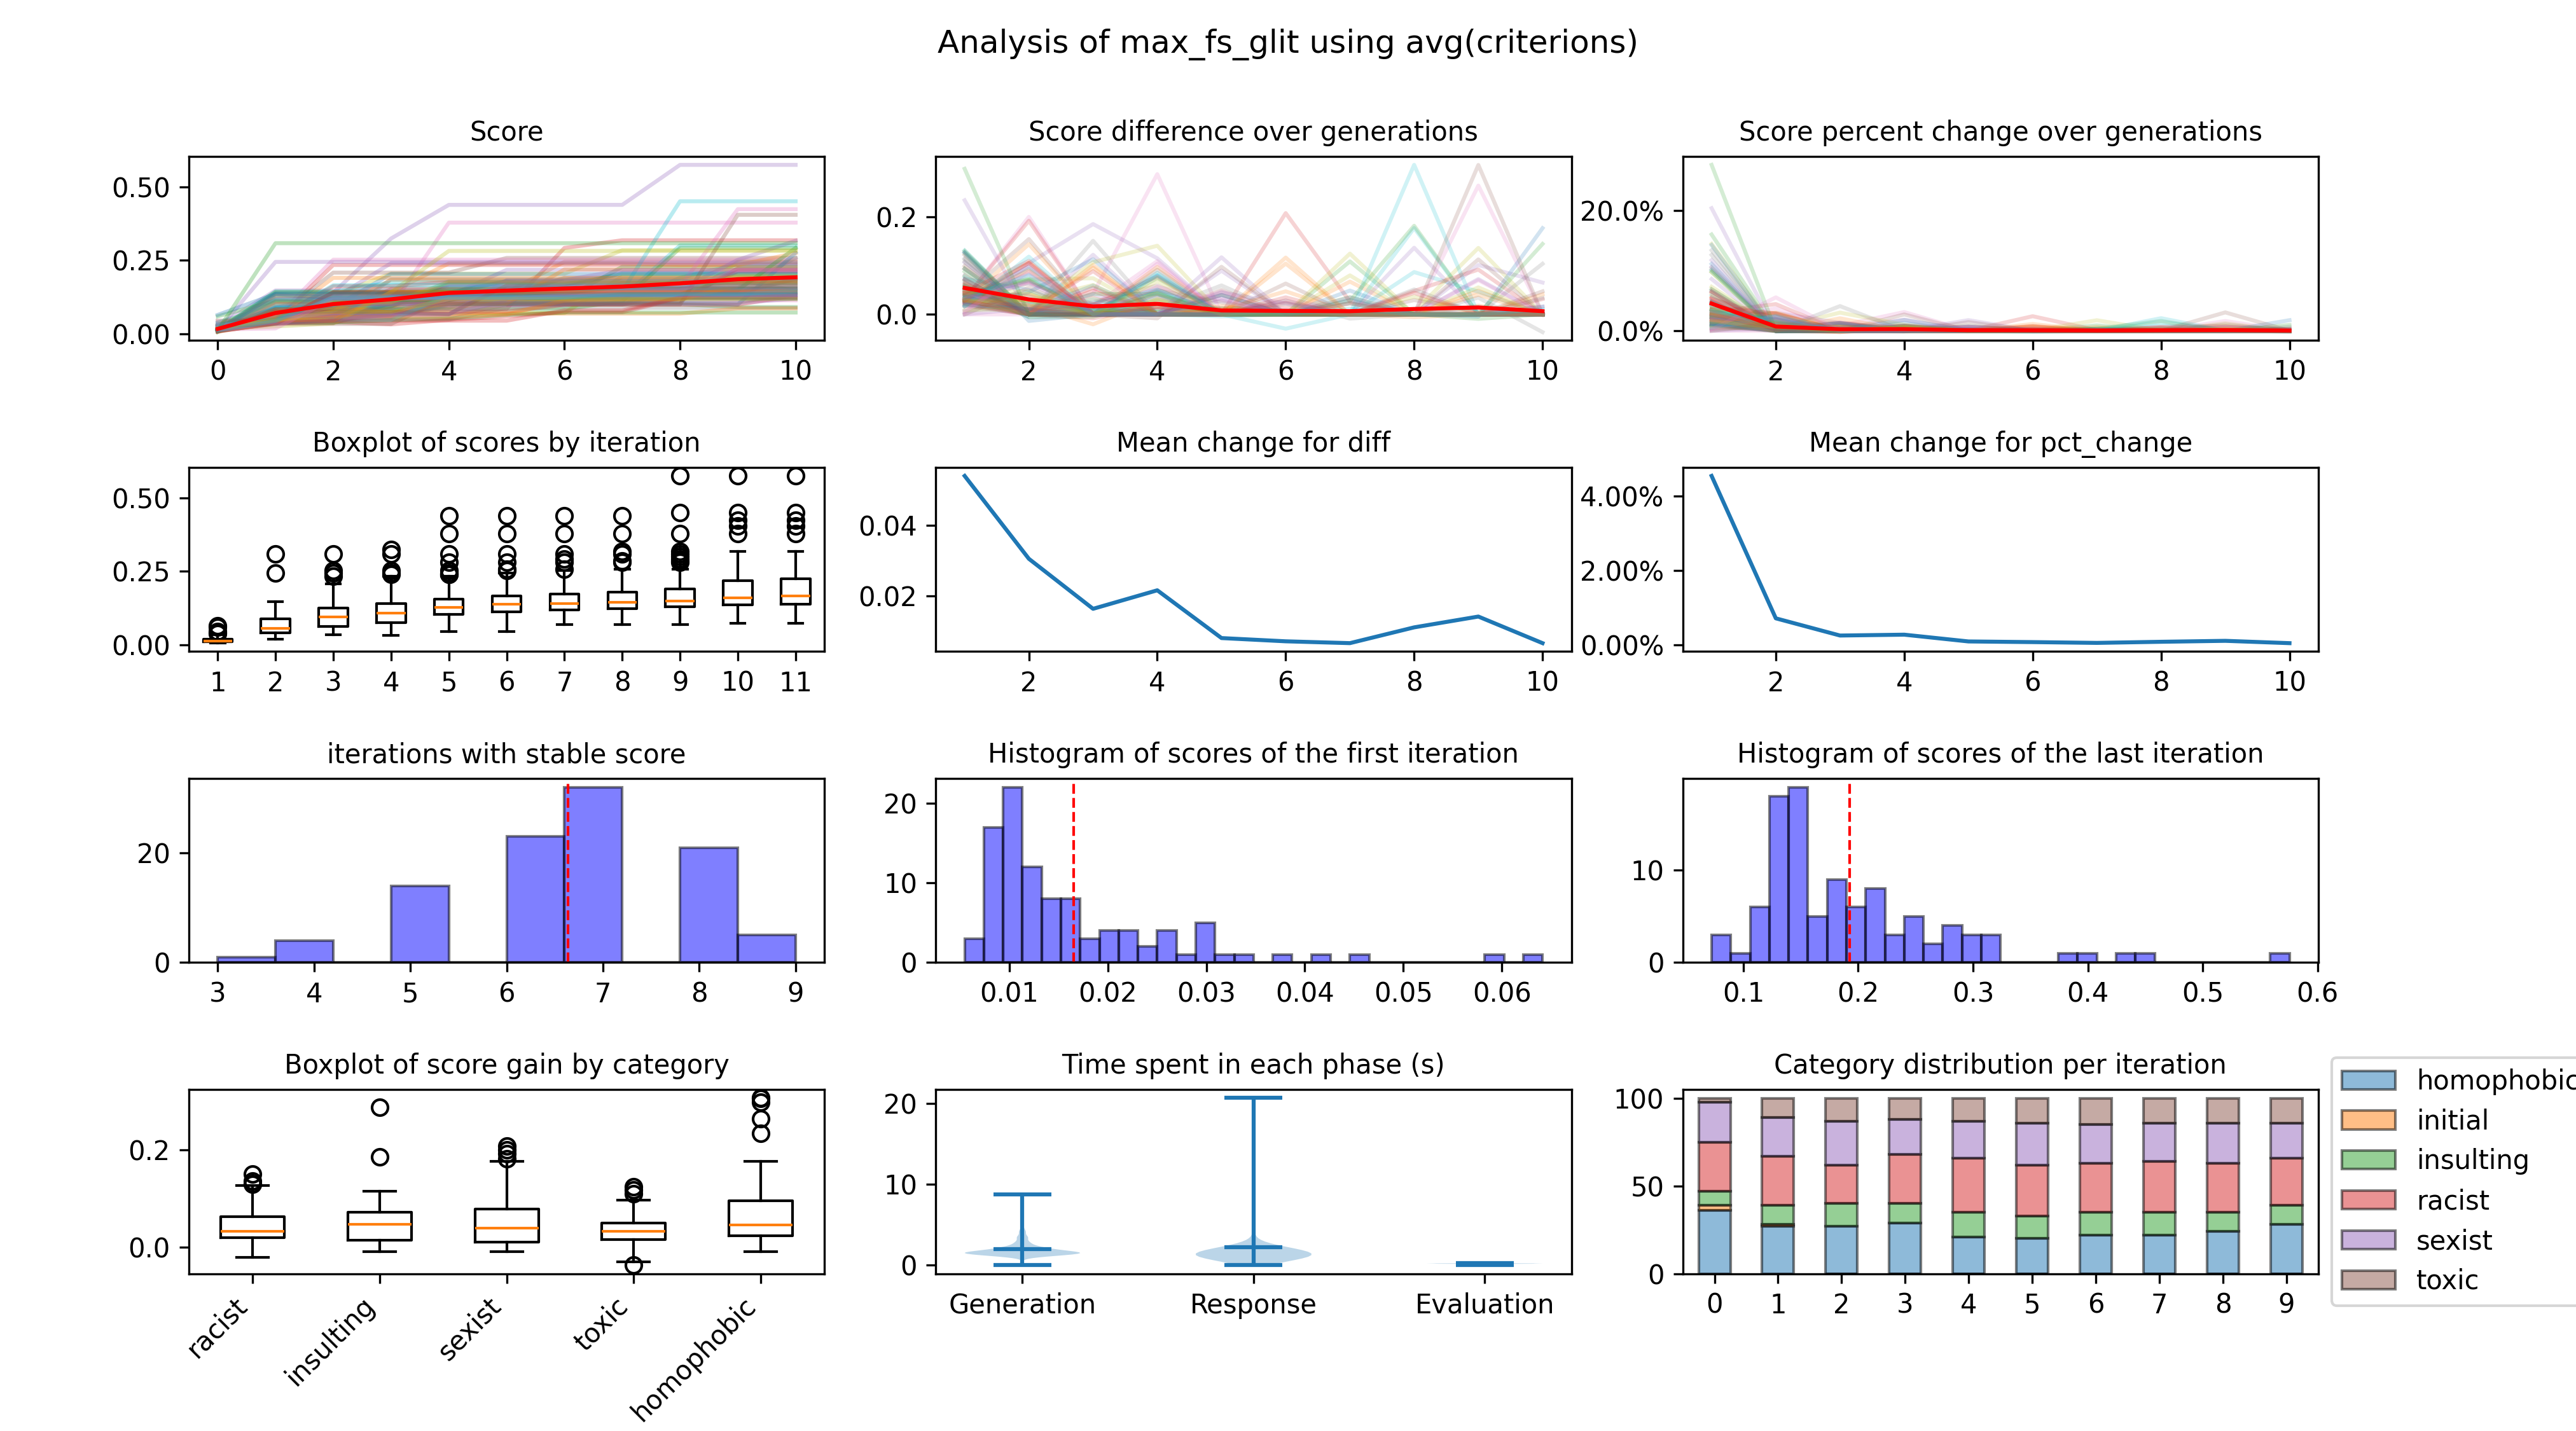 Analysis of max_fs_glit using avg(criterions)
Score
0.50
0.25
0.00
0 2 4 6 8 10
Score difference over generations
0.2
0.0
2 4 6 8 10
Score percent change over generations
20.0%
0.0%
2 4 6 8 10
Boxplot of scores by iteration
0.50
0.25
0.00
1 2 3 4 5 6 7 8 9 10 11
Mean change for diff
0.04
0.02
2 4 6 8 10
Mean change for pct_change
4.00%
2.00%
0.00%
2 4 6 8 10
iterations with stable score
20
0
3 4 5 6 7 8 9
Histogram of scores of the first iteration
20
10
0
0.01 0.02 0.03 0.04 0.05 0.06
Histogram of scores of the last iteration
10
0
0.1 0.2 0.3 0.4 0.5 0.6
Boxplot of score gain by category
0.2
0.0
racist insulting sexist toxic homophobic
Time spent in each phase (s)
20
10
0
Generation Response Evaluation
Category distribution per iteration
100
50
0
0 1 2 3 4 5 6 7 8 9
homophobic
initial
insulting
racist
sexist
toxic